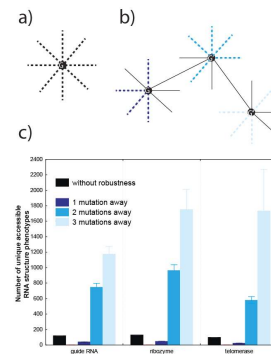 a)
b)
c)
Number of unique accessible
RNA structure phenotypes
2400
2200
2000
1800
1600
1400
1200
1000
800
600
400
200
0
without robustness
1 mutation away
2 mutations away
3 mutations away
guide RNA
ribozyme
telomerase